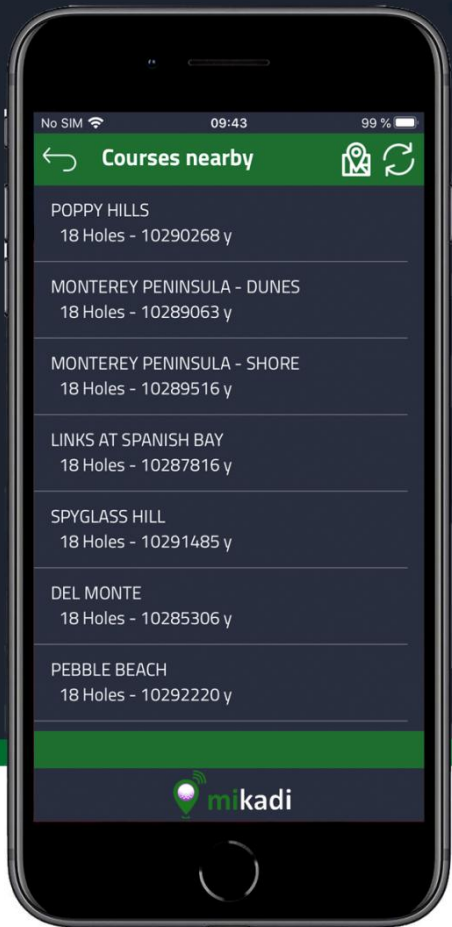 No SIM 09:43 99 %
Courses nearby
POPPY HILLS
18 Holes - 10290268 y
MONTEREY PENINSULA - DUNES
18 Holes - 10289063 y
MONTEREY PENINSULA - SHORE
18 Holes - 10289516 y
LINKS AT SPANISH BAY
18 Holes - 10287816 y
SPYGLASS HILL
18 Holes - 10291485 y
DEL MONTE
18 Holes - 10285306 y
PEBBLE BEACH
18 Holes - 10292220 y
mikadi